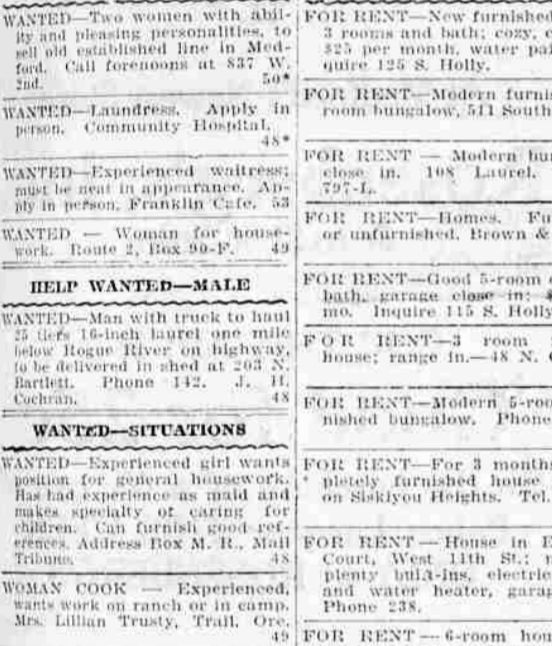 WANTED—Two women with abil-
ity and pleasing personalities, to
sell old established line in Med-
ford. Call forenoons at 837 W.
2nd. 50*
WANTED—Laundress. Apply in
person. Community Hospital.
48*
WANTED—Experienced waitress;
must be neat in appearance. Ap-
ply in person, Franklin Cafe. 53
WANTED — Woman for house-
work. Route 2, Box 90-F. 49
HELP WANTED—MALE
WANTED—Man with truck to haul
25 tiers 16-inch laurel one mile
below Rogue River on highway,
to be delivered in shed at 203 N.
Bartlett. Phone 142. J. H.
Cochran. 48
WANTED—SITUATIONS
WANTED—Experienced girl wants
position for general housework.
Has had experience as maid and
makes specialty of caring for
children. Can furnish good ref-
erences. Address Box M. R., Mail
Tribune. 48
WOMAN COOK — Experienced,
wants work on ranch or in camp.
Mrs. Lillian Trusty, Trail, Ore.
49
FOR RENT—New furnished
3 rooms and bath; cozy,
$25 per month, water
quire 125 S. Holly.
FOR RENT—Modern
room bungalow, 511 South
FOR RENT — Modern
close in. 108 Laurel.
797-L.
FOR RENT—Homes.
or unfurnished. Brown &
FOR RENT—Good 5-room
bath, garage close in;
mo. Inquire 115 S. Holly
FOR RENT—3 room
house; range in.—48 N.
FOR RENT—Modern
nished bungalow. Phone
FOR RENT—For 3 months
pletely furnished house
on Siskiyou Heights. Tel.
FOR RENT — House in E
Court, West 11th St.;
plenty built-ins, electric
and water heater,
Phone 238.
FOR RENT — 6-room